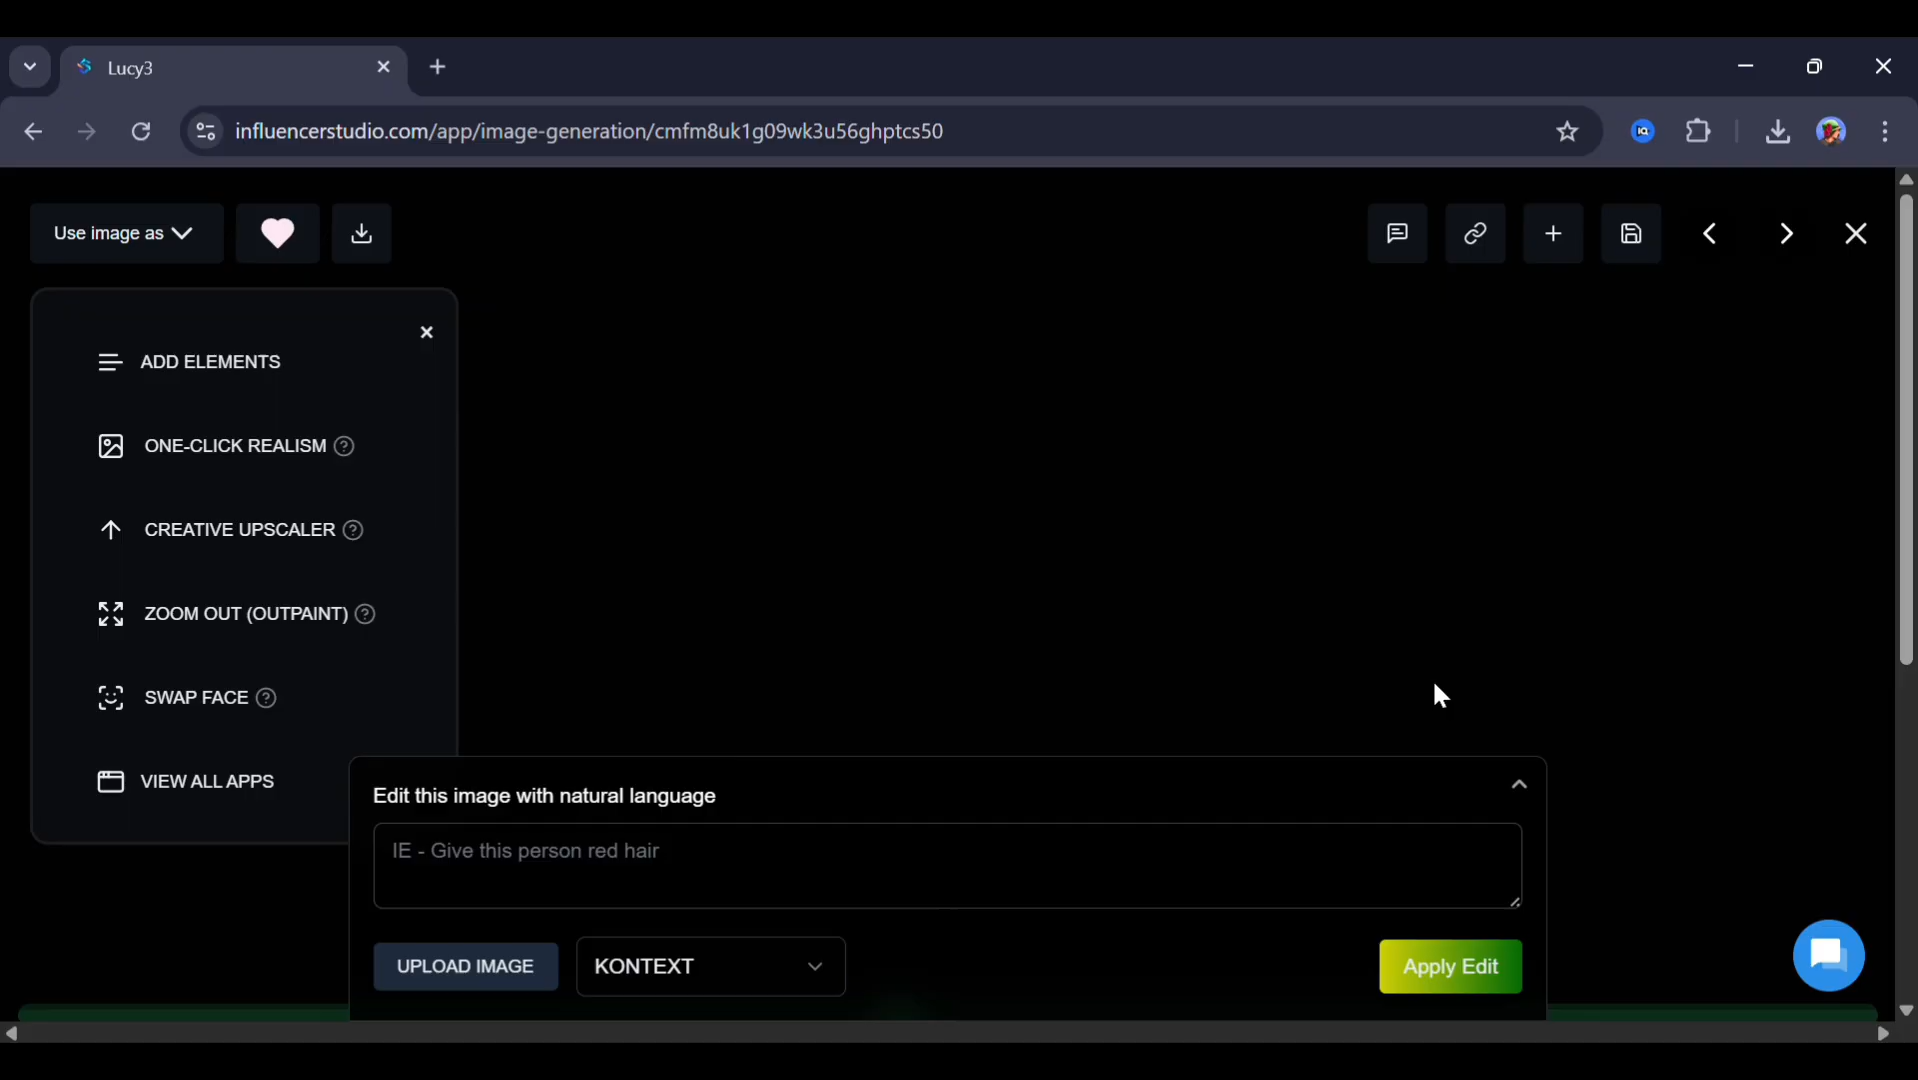 Lucy3
influencerstudio.com/app/image-generation/cmfm8uk1g09wk3u56ghptcs50
Use image as
ADD ELEMENTS
ONE-CLICK REALISM
CREATIVE UPSCALER
ZOOM OUT (OUTPAINT)
SWAP FACE
VIEW ALL APPS
Edit this image with natural language
IE - Give this person red hair
UPLOAD IMAGE
KONTEXT
Apply Edit